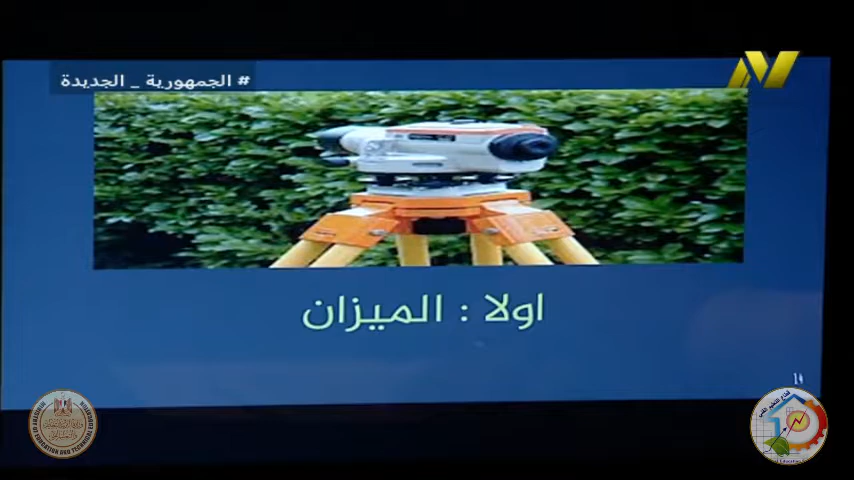 # الجمهورية _ الجديدة
اولا : الميزان